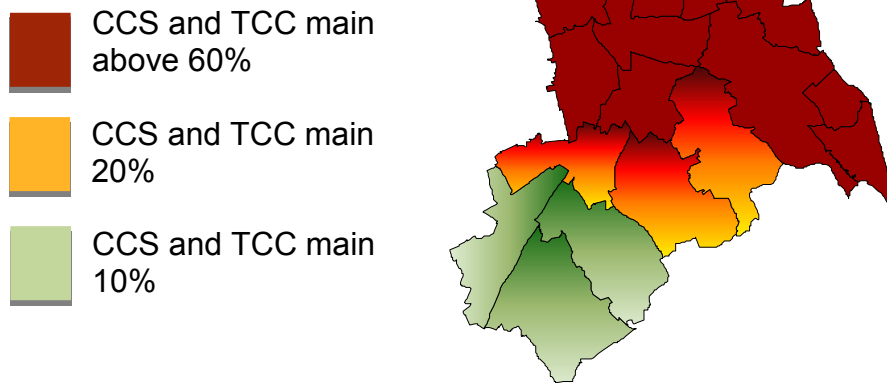 CCS and TCC main
above 60%
CCS and TCC main
20%
CCS and TCC main
10%